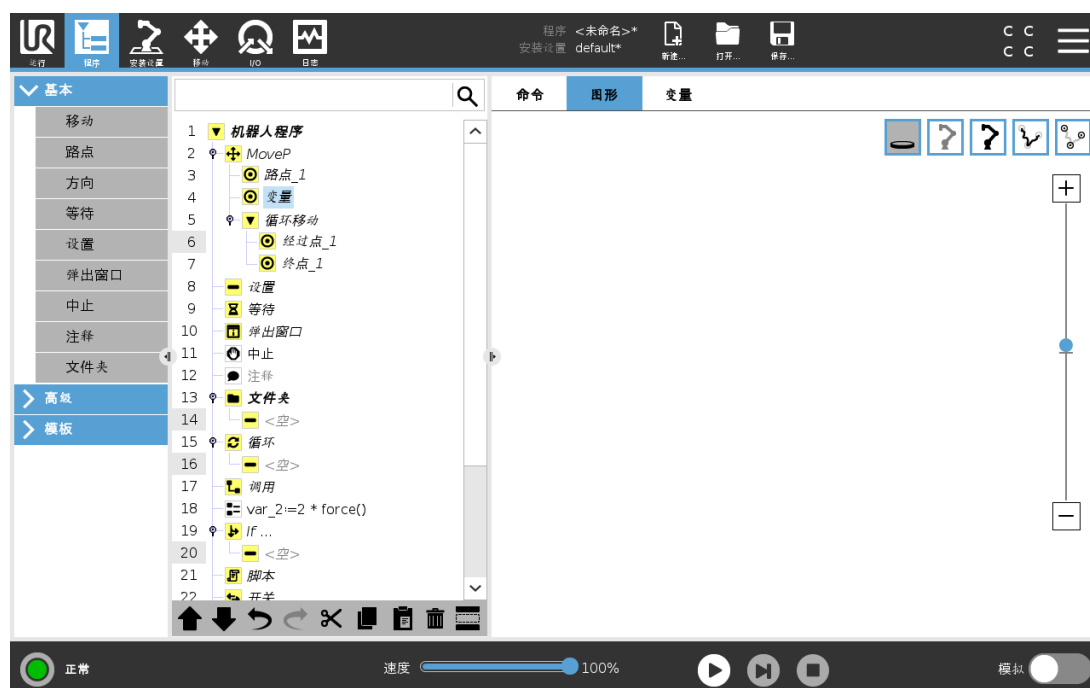 程序 <未命名>*
安装设置 default*
运行 程序 安装设置 移动 I/O 日志 新建... 打开... 保存...
C C
C C
基本
移动
路点
方向
等待
设置
弹出窗口
中止
注释
文件夹
高级
模板
1 机器人程序
2 MoveP
3 路点_1
4 变量
5 循环移动
6 经过点_1
7 终点_1
8 设置
9 等待
10 弹出窗口
11 中止
12 注释
13 文件夹
14 <空>
15 循环
16 <空>
17 调用
18 var_2:=2 * force()
19 If ...
20 <空>
21 脚本
22 开关
命令 图形 变量
正常
速度 100%
模拟